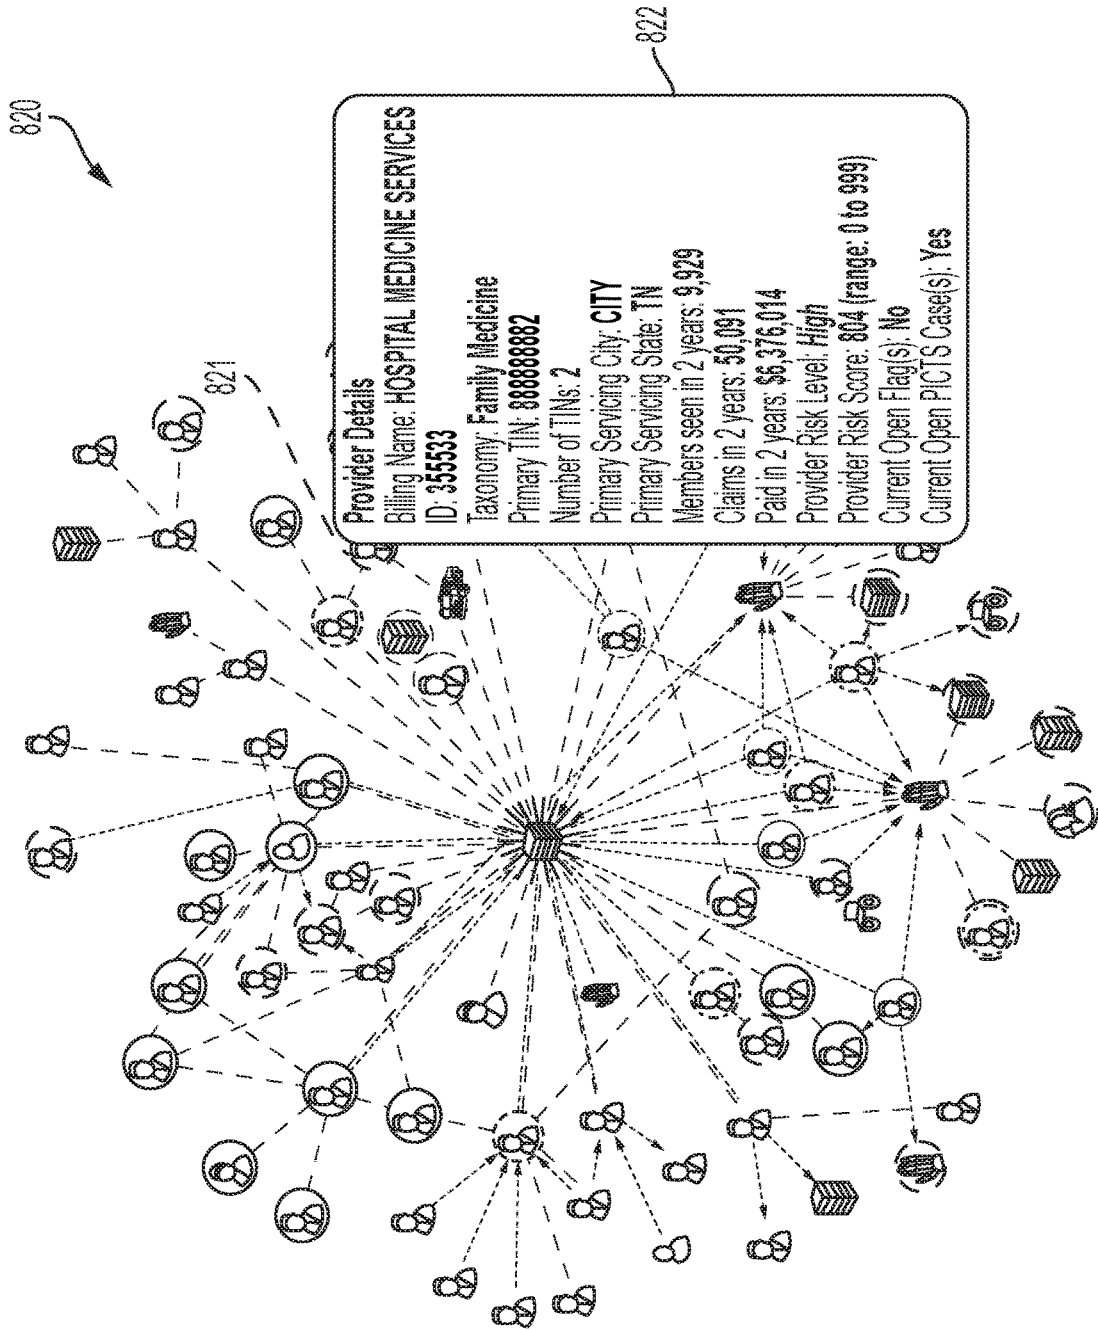 820
821
Provider Details
Billing Name: HOSPITAL MEDICINE SERVICES
ID: 355533
Taxonomy: Family Medicine
Primary TIN: 88888882
Number of TINs: 2
Primary Servicing City: CITY
Primary Servicing State: TN
Members seen in 2 years: 9,929
Claims in 2 years: 50,091
Paid in 2 years: $6,376,014
Provider Risk Level: High
Provider Risk Score: 804 (range: 0 to 999)
Current Open Flag(s): No
Current Open PICTS Case(s): Yes
822